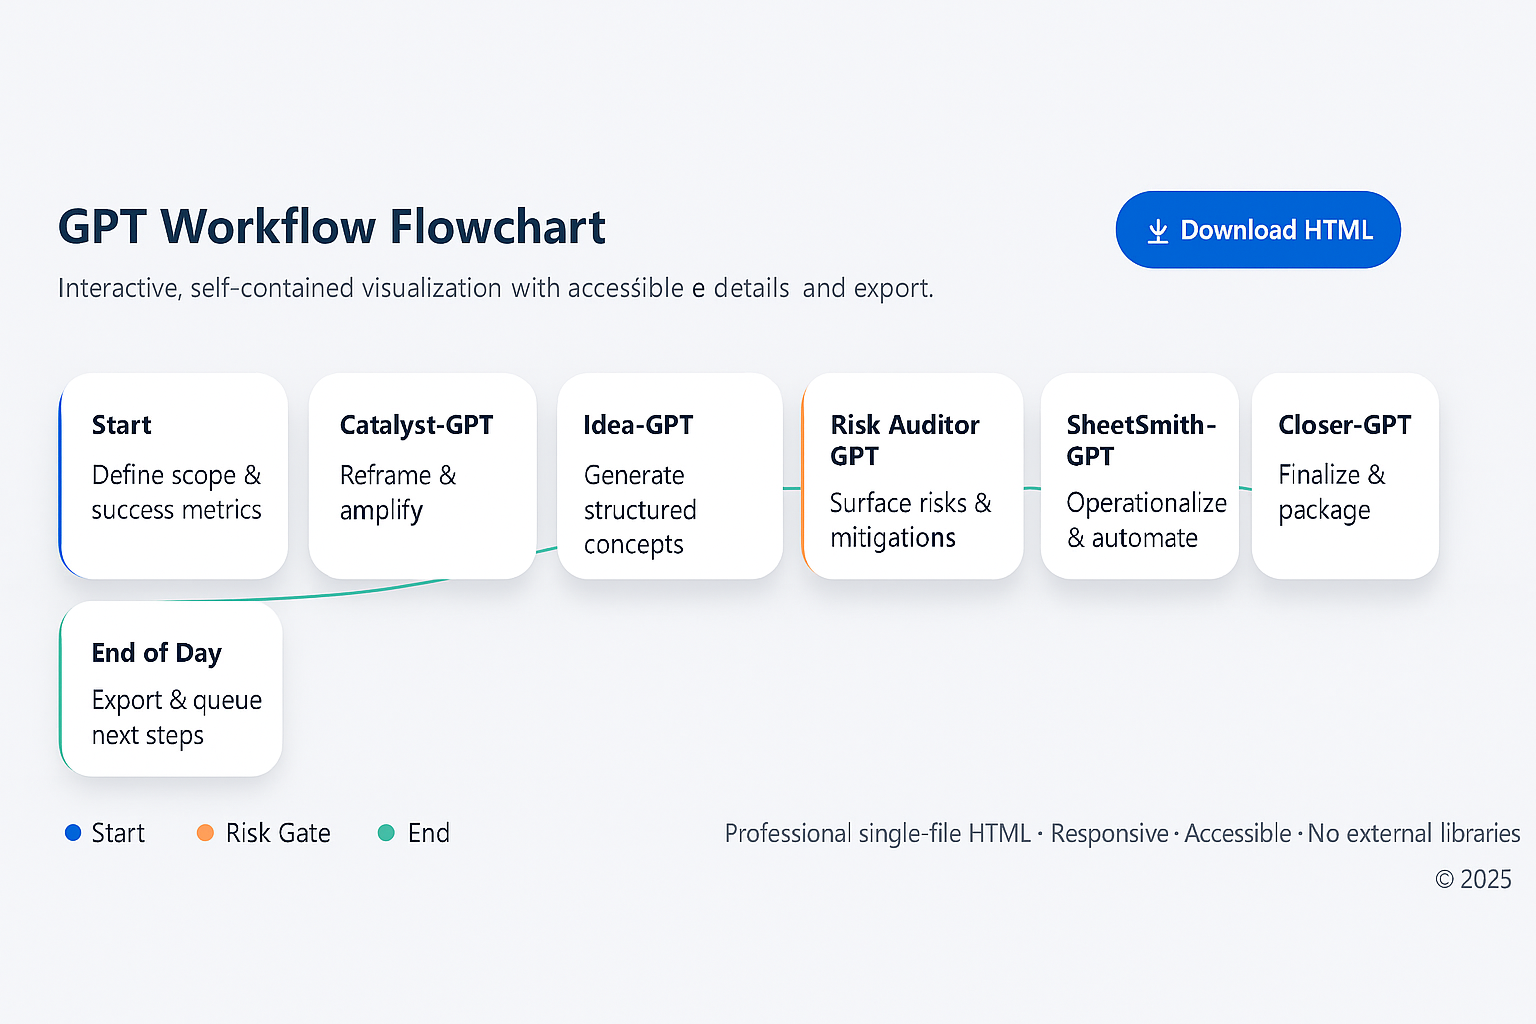 GPT Workflow Flowchart
Download HTML
Interactive, self-contained visualization with accesśible e details and export.
Start
Define scope &
success metrics
Catalyst-GPT
Reframe &
amplify
Idea-GPT
Generate
structured
concepts
Risk Auditor
GPT
Surface risks &
mitigations
SheetSmith-
GPT
Operationalize
& automate
Closer-GPT
Finalize &
package
End of Day
Export & queue
next steps
Start
Risk Gate
End
Professional single-file HTML · Responsive · Accessible · No external libraries
© 2025